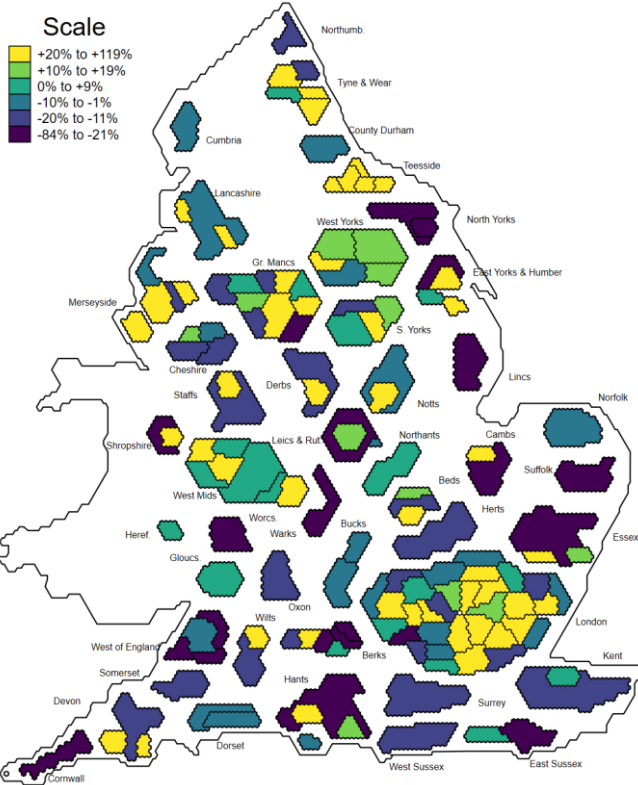 Scale
+20% to +119%
+10% to +19%
0% to +9%
-10% to -1%
-20% to -11%
-84% to -21%
Northumb.
Tyne & Wear
County Durham
Cumbria
Teesside
Lancashire
North Yorks
West Yorks
Gr. Mancs
East Yorks & Humber
Merseyside
S. Yorks
Cheshire
Lincs
Staffs
Derbs
Notts
Norfolk
Shropshire
Leics & Rut.
Northants
Cambs
Suffolk
West Mids
Beds
Herts
Worcs.
Warks
Bucks
Essex
Heref.
Gloucs.
Oxon
London
Wilts
West of England
Berks
Kent
Somerset
Hants
Devon
Surrey
Dorset
West Sussex
East Sussex
Cornwall